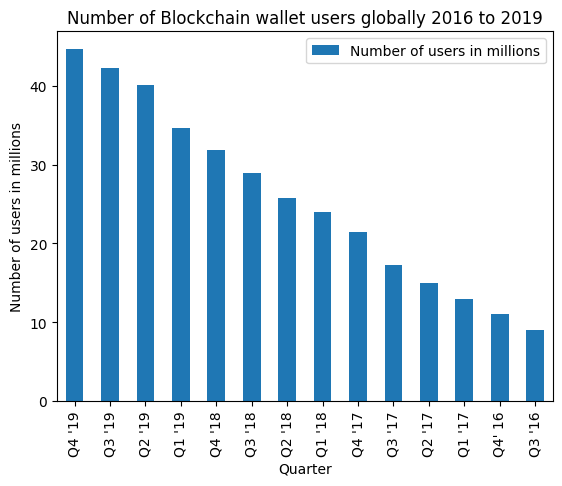 Number of Blockchain wallet users globally 2016 to 2019
Number of users in millions
Number of users in millions
40
30
20
10
0
Q4 '19
Q3 '19
Q2 '19
Q1 '19
Q4 '18
Q3 '18
Q2 '18
Q1 '18
Q4 '17
Q3 '17
Q2 '17
Q1 '17
Q4' 16
Q3 '16
Quarter